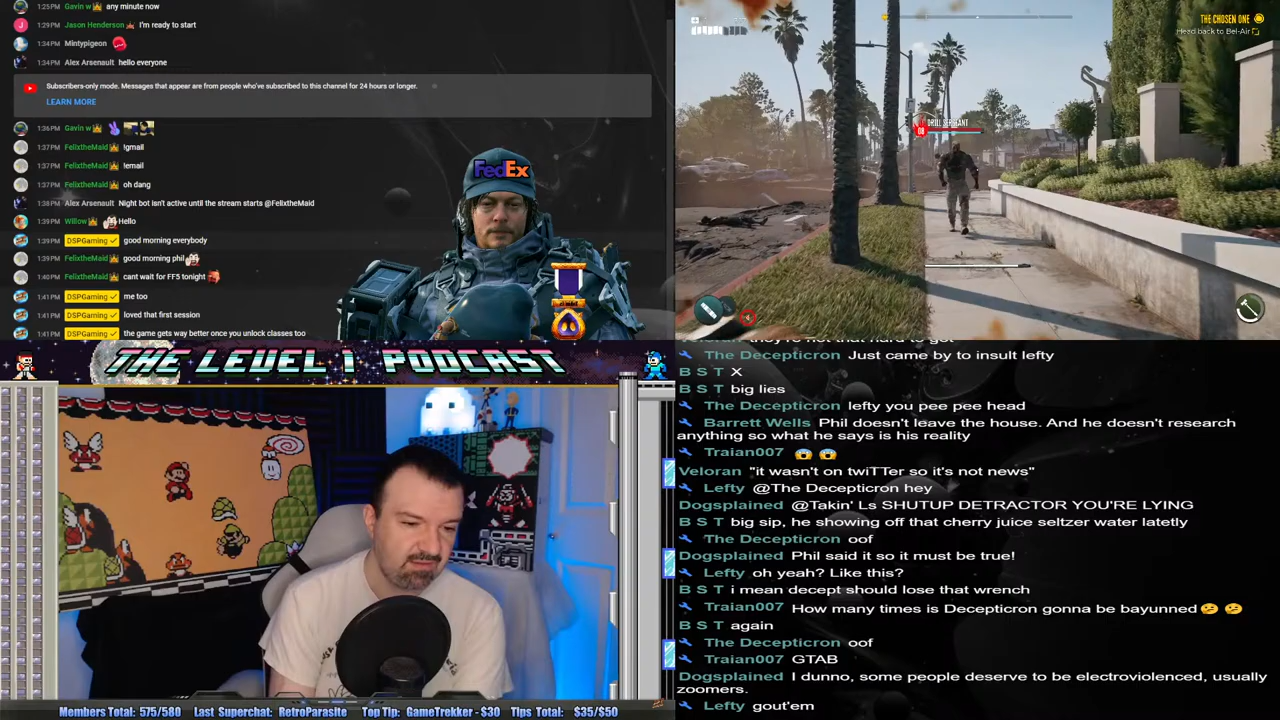 1:25PM Gavin w any minute now
1:29PM Jason Henderson I'm ready to start
1:34PM Mintypigeon
1:34PM Alex Arsenault hello everyone
Subscribers-only mode. Messages that appear are from people who've subscribed to this channel for 24 hours or longer.
LEARN MORE
1:36PM Gavin w
1:37PM FelixtheMaid !gmail
1:37PM FelixtheMaid !email
1:37PM FelixtheMaid oh dang
1:38PM Alex Arsenault Night bot isn't active until the stream starts @FelixtheMaid
1:39PM Willow Hello
1:39PM DSPGaming good morning everybody
1:39PM FelixtheMaid good morning phil
1:40PM FelixtheMaid cant wait for FF5 tonight
1:41PM DSPGaming me too
1:41PM DSPGaming loved that first session
1:41PM DSPGaming the game gets way better once you unlock classes too
FedEx
THE CHOSEN ONE
Head back to Bel-Air
DRILL SERGEANT
THE LEVEL 1 PODCAST
they're not that hard to get
The Decepticron Just came by to insult lefty
B S T X
B S T big lies
The Decepticron lefty you pee pee head
Barrett Wells Phil doesn't leave the house. And he doesn't research
anything so what he says is his reality
Traian007
Veloran "it wasn't on twiTTer so it's not news"
Lefty @The Decepticron hey
Dogsplained @Takin' Ls SHUTUP DETRACTOR YOU'RE LYING
B S T big sip, he showing off that cherry juice seltzer water latetly
The Decepticron oof
Dogsplained Phil said it so it must be true!
Lefty oh yeah? Like this?
B S T i mean decept should lose that wrench
Traian007 How many times is Decepticron gonna be bayunned
B S T again
The Decepticron oof
Traian007 GTAB
Dogsplained I dunno, some people deserve to be electroviolenced, usually
zoomers.
Lefty gout'em
Members Total: 575/580 Last Superchat: RetroParasite Top Tip: GameTrekker - $30 Tips Total: $35/$50